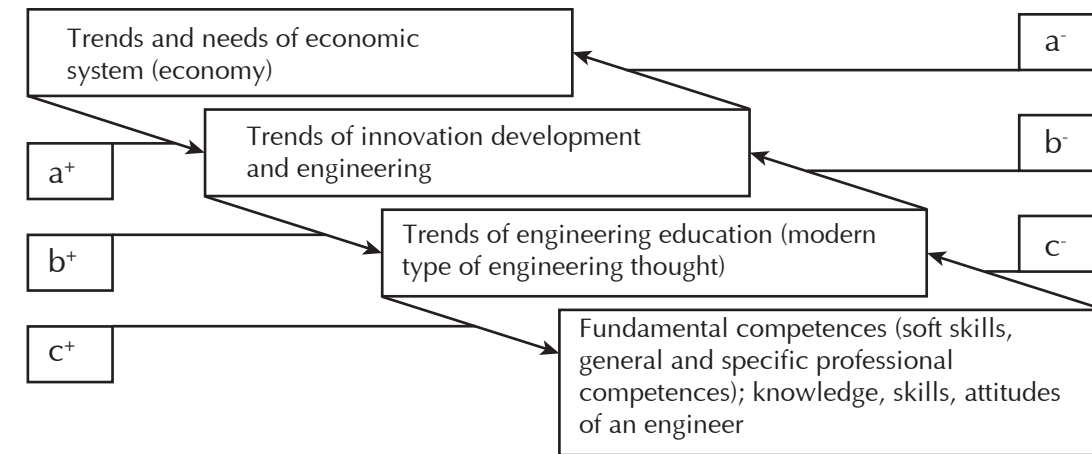 Trends and needs of economic
system (economy)
a⁻
Trends of innovation development
and engineering
b⁻
a⁺
Trends of engineering education (modern
type of engineering thought)
c⁻
b⁺
Fundamental competences (soft skills,
general and specific professional
competences); knowledge, skills, attitudes
of an engineer
c⁺